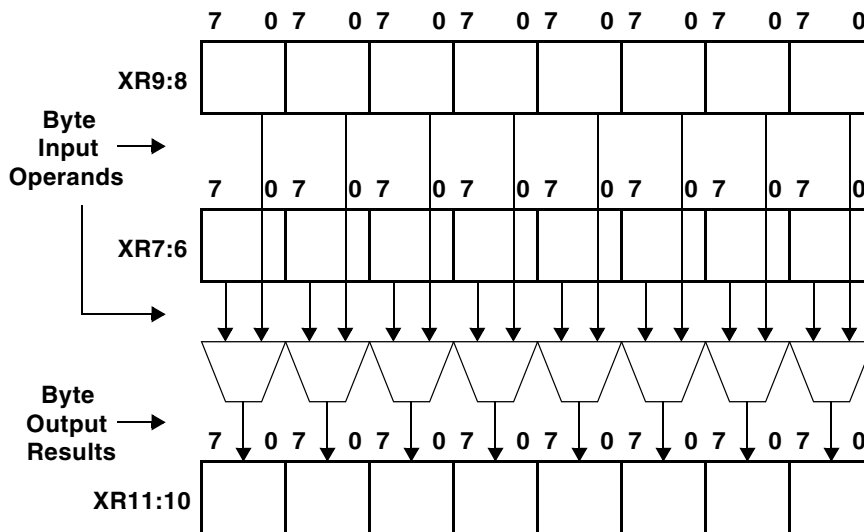 7 0 7 0 7 0 7 0 7 0 7 0 7 0 7 0
XR9:8
Byte
Input
Operands
7 0 7 0 7 0 7 0 7 0 7 0 7 0 7 0
XR7:6
Byte
Output
Results
7 0 7 0 7 0 7 0 7 0 7 0 7 0 7 0
XR11:10